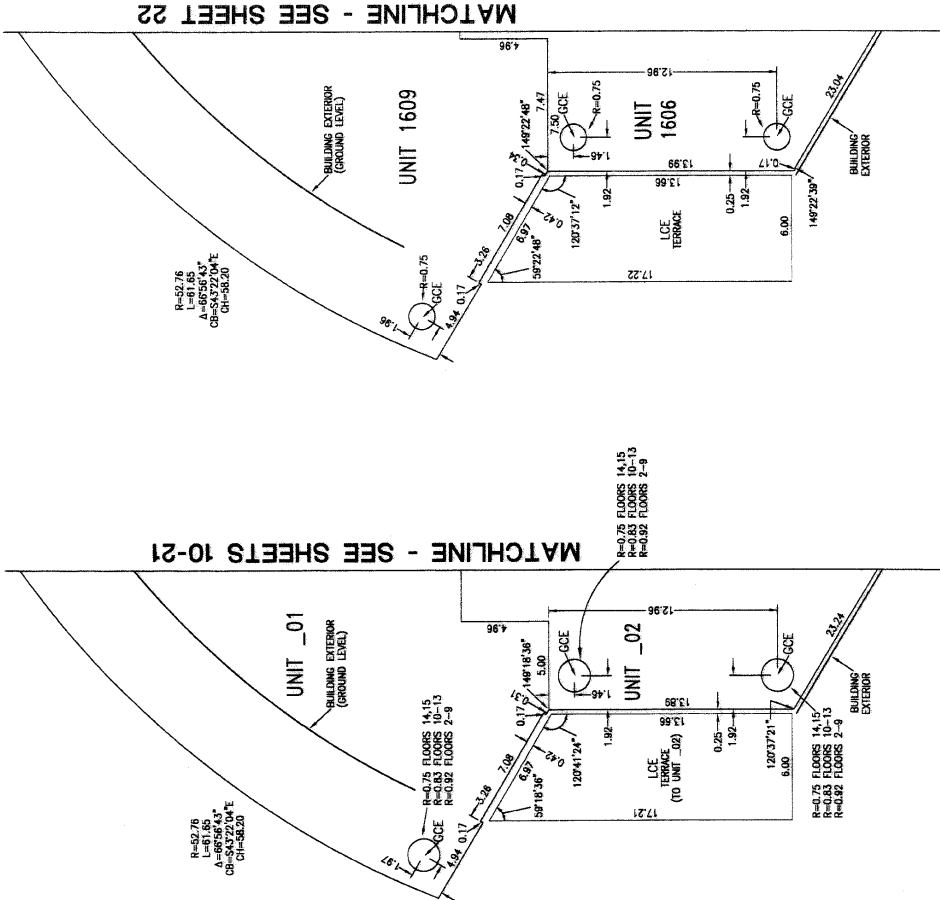 MATCHLINE - SEE SHEET 22
4.96
BUILDING EXTERIOR
(GROUND LEVEL)
UNIT 1609
R=52.76
L=61.65
Δ=66°56'43"
CB=S43°22'04"E
CH=58.20
R=0.75
GCE
1.96
4.94
0.17
3.26
7.08
6.97
0.42
59°22'48"
0.17
0.34
149°22'48"
7.47
7.50
GCE
R=0.75
1.46
12.96
UNIT
1606
R=0.75
GCE
23.04
BUILDING
EXTERIOR
120°37'12"
1.92
13.99
13.66
0.25
1.92
0.17
149°22'39"
LCE
TERRACE
17.22
6.00
MATCHLINE - SEE SHEETS 10-21
4.96
UNIT _01
BUILDING EXTERIOR
(GROUND LEVEL)
R=52.76
L=61.65
Δ=66°56'43"
CB=S43°22'04"E
CH=58.20
R=0.75 FLOORS 14,15
R=0.83 FLOORS 10-13
R=0.92 FLOORS 2-9
GCE
1.97
4.94
0.17
3.26
7.08
6.97
0.42
59°18'36"
0.17
0.31
149°18'36"
5.00
GCE
R=0.75 FLOORS 14,15
R=0.83 FLOORS 10-13
R=0.92 FLOORS 2-9
1.46
12.96
UNIT _02
GCE
23.24
BUILDING
EXTERIOR
120°41'24"
1.92
13.89
13.66
0.25
1.92
120°37'21"
LCE
TERRACE
(TO UNIT _02)
17.21
6.00
R=0.75 FLOORS 14,15
R=0.83 FLOORS 10-13
R=0.92 FLOORS 2-9